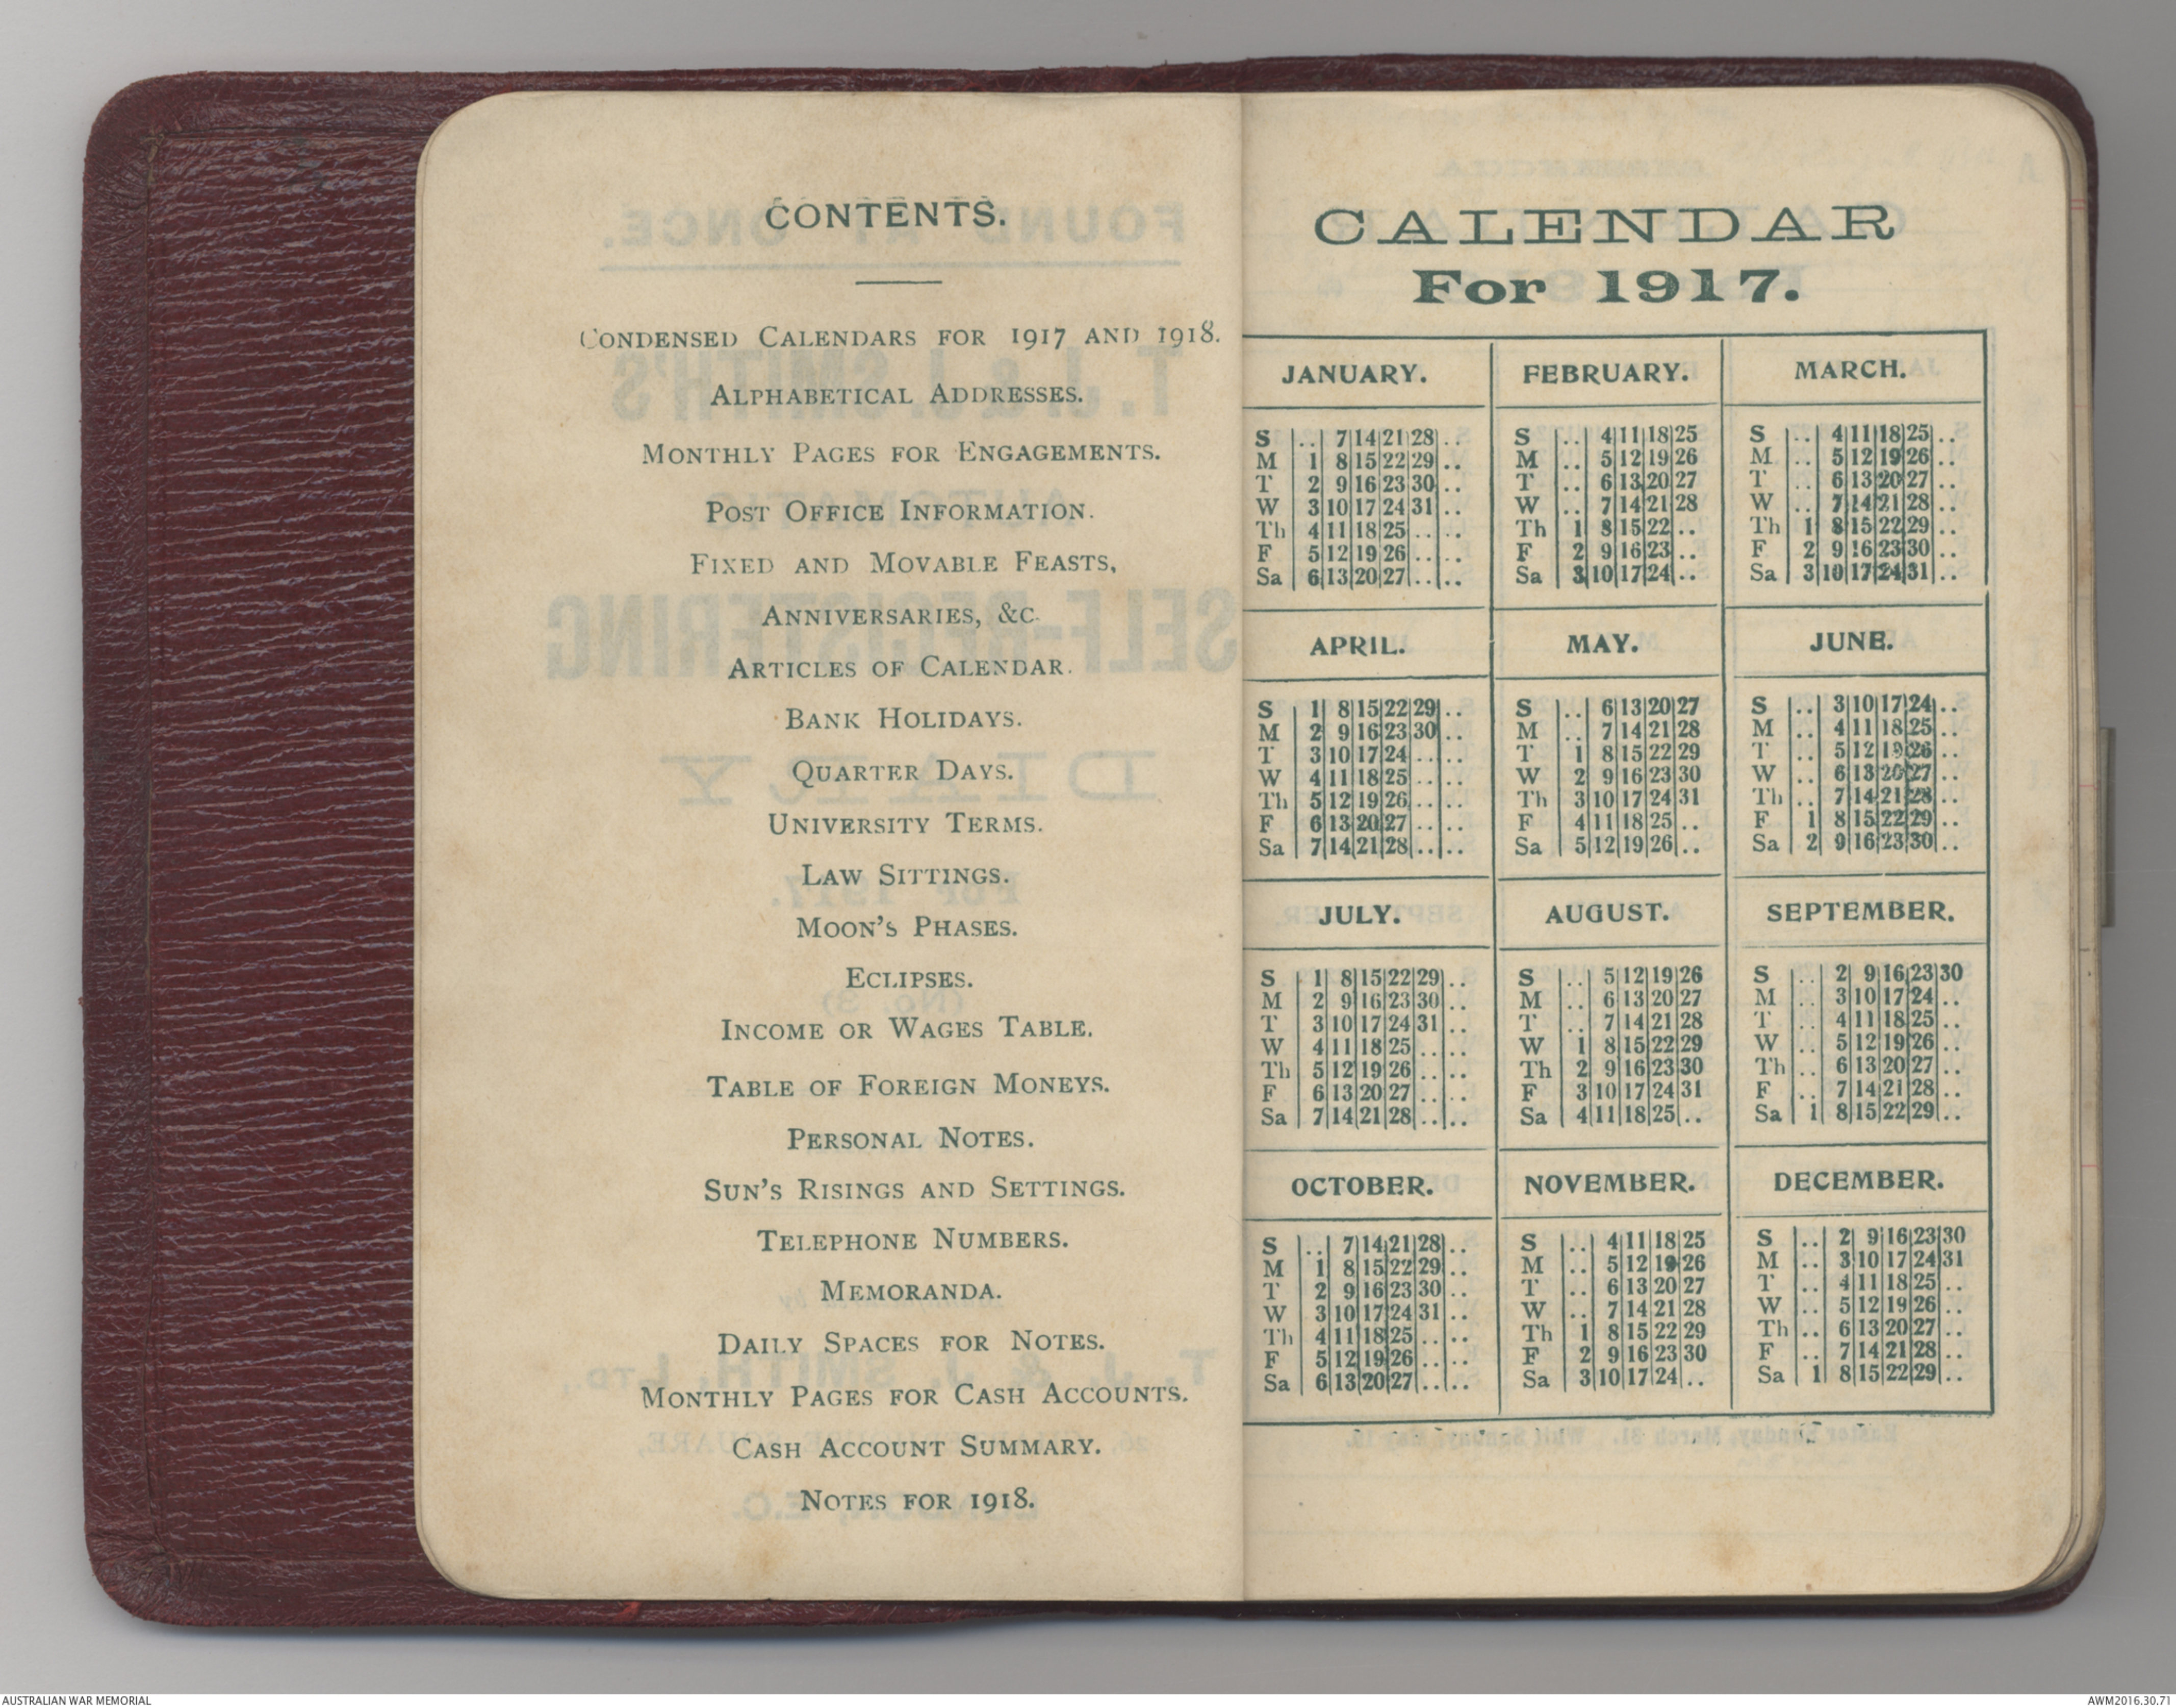 CONTENTS.
CONDENSED CALENDARS FOR 1917 AND 1918.
ALPHABETICAL ADDRESSES.
MONTHLY PAGES FOR ENGAGEMENTS.
POST OFFICE INFORMATION.
FIXED AND MOVABLE FEASTS,
ANNIVERSARIES, &C.
ARTICLES OF CALENDAR.
BANK HOLIDAYS.
QUARTER DAYS.
UNIVERSITY TERMS.
LAW SITTINGS.
MOON'S PHASES.
ECLIPSES.
INCOME OR WAGES TABLE.
TABLE OF FOREIGN MONEYS.
PERSONAL NOTES.
SUN'S RISINGS AND SETTINGS.
TELEPHONE NUMBERS.
MEMORANDA.
DAILY SPACES FOR NOTES.
MONTHLY PAGES FOR CASH ACCOUNTS.
CASH ACCOUNT SUMMARY.
NOTES FOR 1918.
CALENDAR
For 1917.
JANUARY.
S .. 7 14 21 28 ..
M 1 8 15 22 29 ..
T 2 9 16 23 30 ..
W 3 10 17 24 31 ..
Th 4 11 18 25 .. ..
F 5 12 19 26 .. ..
Sa 6 13 20 27 .. ..
FEBRUARY.
S .. 4 11 18 25
M .. 5 12 19 26
T .. 6 13 20 27
W .. 7 14 21 28
Th 1 8 15 22 ..
F 2 9 16 23 ..
Sa 3 10 17 24 ..
MARCH.
S .. 4 11 18 25 ..
M .. 5 12 19 26 ..
T .. 6 13 20 27 ..
W .. 7 14 21 28 ..
Th 1 8 15 22 29 ..
F 2 9 16 23 30 ..
Sa 3 10 17 24 31 ..
APRIL.
S 1 8 15 22 29 ..
M 2 9 16 23 30 ..
T 3 10 17 24 .. ..
W 4 11 18 25 .. ..
Th 5 12 19 26 .. ..
F 6 13 20 27 .. ..
Sa 7 14 21 28 .. ..
MAY.
S .. 6 13 20 27
M .. 7 14 21 28
T 1 8 15 22 29
W 2 9 16 23 30
Th 3 10 17 24 31
F 4 11 18 25 ..
Sa 5 12 19 26 ..
JUNE.
S .. 3 10 17 24 ..
M .. 4 11 18 25 ..
T .. 5 12 19 26 ..
W .. 6 13 20 27 ..
Th .. 7 14 21 28 ..
F 1 8 15 22 29 ..
Sa 2 9 16 23 30 ..
JULY.
S 1 8 15 22 29 ..
M 2 9 16 23 30 ..
T 3 10 17 24 31 ..
W 4 11 18 25 .. ..
Th 5 12 19 26 .. ..
F 6 13 20 27 .. ..
Sa 7 14 21 28 .. ..
AUGUST.
S .. 5 12 19 26
M .. 6 13 20 27
T .. 7 14 21 28
W 1 8 15 22 29
Th 2 9 16 23 30
F 3 10 17 24 31
Sa 4 11 18 25 ..
SEPTEMBER.
S .. 2 9 16 23 30
M .. 3 10 17 24 ..
T .. 4 11 18 25 ..
W .. 5 12 19 26 ..
Th .. 6 13 20 27 ..
F .. 7 14 21 28 ..
Sa 1 8 15 22 29 ..
OCTOBER.
S .. 7 14 21 28 ..
M 1 8 15 22 29 ..
T 2 9 16 23 30 ..
W 3 10 17 24 31 ..
Th 4 11 18 25 .. ..
F 5 12 19 26 .. ..
Sa 6 13 20 27 .. ..
NOVEMBER.
S .. 4 11 18 25
M .. 5 12 19 26
T .. 6 13 20 27
W .. 7 14 21 28
Th 1 8 15 22 29
F 2 9 16 23 30
Sa 3 10 17 24 ..
DECEMBER.
S .. 2 9 16 23 30
M .. 3 10 17 24 31
T .. 4 11 18 25 ..
W .. 5 12 19 26 ..
Th .. 6 13 20 27 ..
F .. 7 14 21 28 ..
Sa 1 8 15 22 29 ..
AUSTRALIAN WAR MEMORIAL
AWM2016.30.71